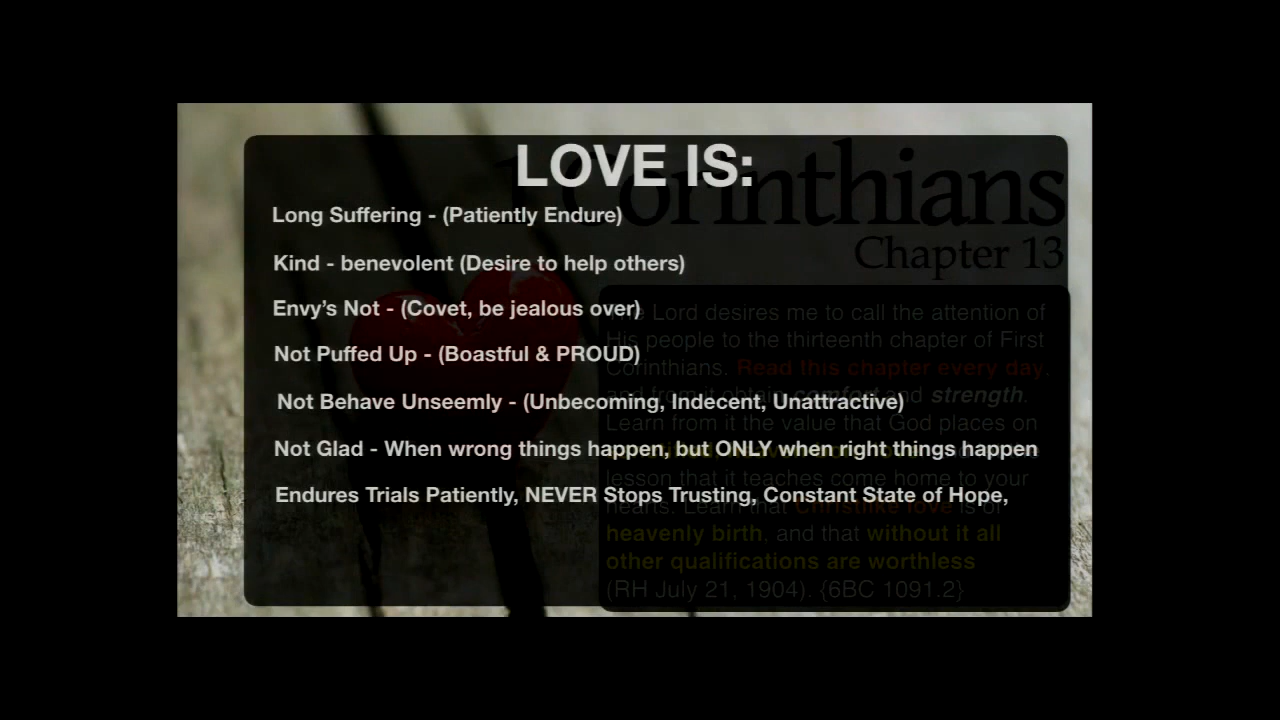 LOVE IS:
Long Suffering - (Patiently Endure)
Kind - benevolent (Desire to help others)
Envy's Not - (Covet, be jealous over)
Not Puffed Up - (Boastful & PROUD)
Not Behave Unseemly - (Unbecoming, Indecent, Unattractive)
Not Glad - When wrong things happen, but ONLY when right things happen
Endures Trials Patiently, NEVER Stops Trusting, Constant State of Hope,
Corinthians
Chapter 13
Lord desires me to call the attention of
His people to the thirteenth chapter of First
Corinthians. Read this chapter every day,
and from it obtain comfort and strength.
Learn from it the value that God places on
lesson that it teaches come home to your
hearts. Learn that Christlike love is of
heavenly birth, and that without it all
other qualifications are worthless
(RH July 21, 1904). {6BC 1091.2}